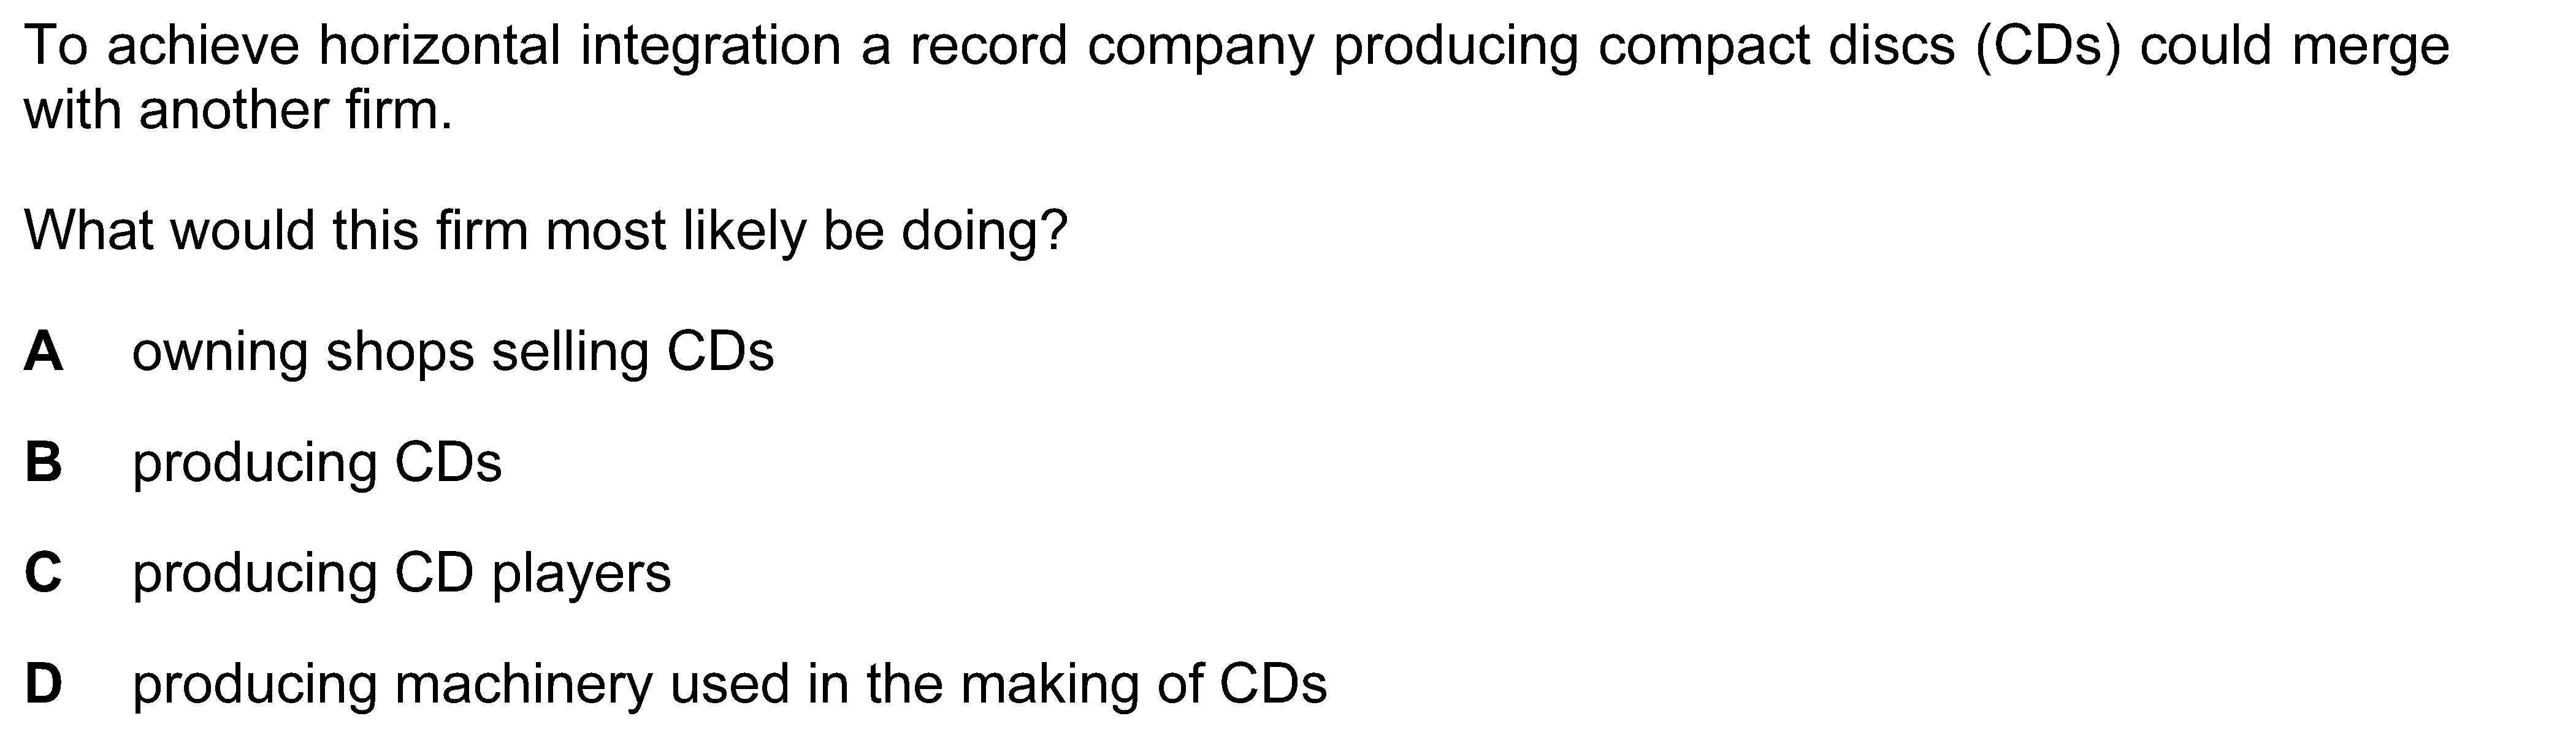 To achieve horizontal integration a record company producing compact discs (CDs) could merge
with another firm.
What would this firm most likely be doing?
A owning shops selling CDs
B producing CDs
C producing CD players
D producing machinery used in the making of CDs